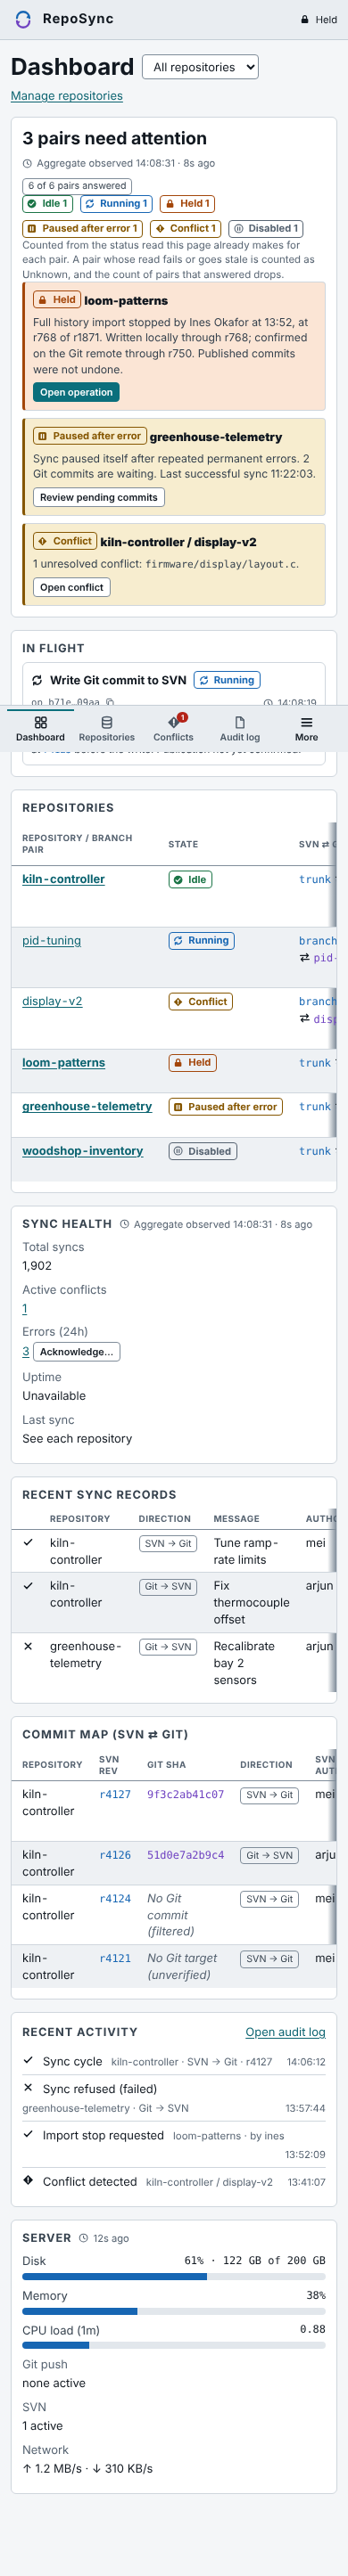 RepoSync
Held
Dashboard
All repositories
Manage repositories
3 pairs need attention
Aggregate observed 14:08:31 · 8s ago
6 of 6 pairs answered
Idle 1
Running 1
Held 1
Paused after error 1
Conflict 1
Disabled 1
Counted from the status read this page already makes for
each pair. A pair whose read fails or goes stale is counted as
Unknown, and the count of pairs that answered drops.
Held loom-patterns
Full history import stopped by Ines Okafor at 13:52, at
r768 of r1871. Written locally through r768; confirmed
on the Git remote through r750. Published commits
were not undone.
Open operation
Paused after error greenhouse-telemetry
Sync paused itself after repeated permanent errors. 2
Git commits are waiting. Last successful sync 11:22:03.
Review pending commits
Conflict kiln-controller / display-v2
1 unresolved conflict: firmware/display/layout.c.
Open conflict
IN FLIGHT
Write Git commit to SVN Running
14:08:19
Dashboard
Repositories
1
Conflicts
Audit log
More
REPOSITORIES
REPOSITORY / BRANCH
PAIR
STATE
SVN ⇄
kiln-controller
Idle
trunk
pid-tuning
Running
branch
⇄ pid-
display-v2
Conflict
branch
⇄ disp
loom-patterns
Held
trunk
greenhouse-telemetry
Paused after error
trunk
woodshop-inventory
Disabled
trunk
SYNC HEALTH
Aggregate observed 14:08:31 · 8s ago
Total syncs
1,902
Active conflicts
1
Errors (24h)
3 Acknowledge...
Uptime
Unavailable
Last sync
See each repository
RECENT SYNC RECORDS
REPOSITORY
DIRECTION
MESSAGE
AUTHO
kiln-
controller
SVN → Git
Tune ramp-
rate limits
mei
kiln-
controller
Git → SVN
Fix
thermocouple
offset
arjun
greenhouse-
telemetry
Git → SVN
Recalibrate
bay 2
sensors
arjun
COMMIT MAP (SVN ⇄ GIT)
REPOSITORY
SVN
REV
GIT SHA
DIRECTION
SVN
AUT
kiln-
controller
r4127
9f3c2ab41c07
SVN → Git
mei
kiln-
controller
r4126
51d0e7a2b9c4
Git → SVN
arju
kiln-
controller
r4124
No Git
commit
(filtered)
SVN → Git
mei
kiln-
controller
r4121
No Git target
(unverified)
SVN → Git
mei
RECENT ACTIVITY
Open audit log
Sync cycle kiln-controller · SVN → Git · r4127 14:06:12
Sync refused (failed)
greenhouse-telemetry · Git → SVN 13:57:44
Import stop requested loom-patterns · by ines
13:52:09
Conflict detected kiln-controller / display-v2 13:41:07
SERVER
12s ago
Disk 61% · 122 GB of 200 GB
Memory 38%
CPU load (1m) 0.88
Git push
none active
SVN
1 active
Network
↑ 1.2 MB/s · ↓ 310 KB/s